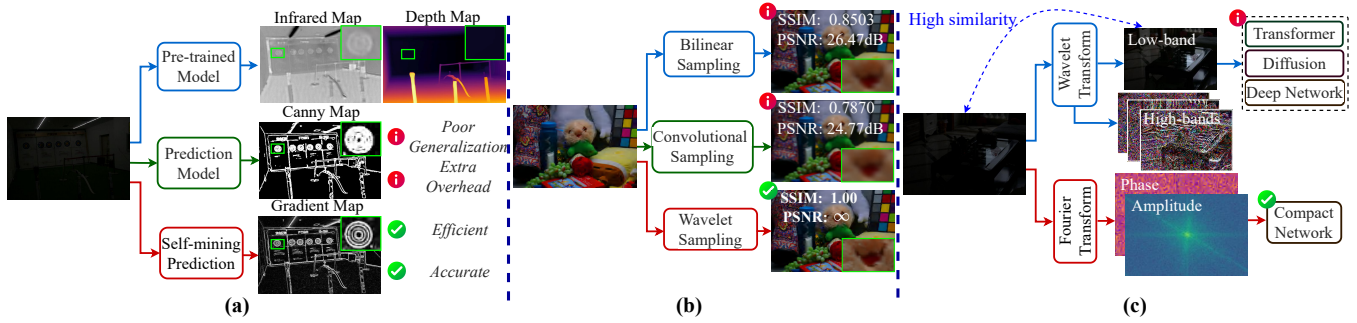 Infrared Map
Depth Map
Pre-trained
Model
Canny Map
Prediction
Model
Poor
Generalization
Extra
Overhead
Gradient Map
Self-mining
Prediction
Efficient
Accurate
(a)
SSIM: 0.8503
PSNR: 26.47dB
Bilinear
Sampling
SSIM: 0.7870
PSNR: 24.77dB
Convolutional
Sampling
SSIM: 1.00
PSNR: ∞
Wavelet
Sampling
(b)
High similarity
Wavelet
Transform
Low-band
High-bands
Transformer
Diffusion
Deep Network
Fourier
Transform
Phase
Amplitude
Compact
Network
(c)